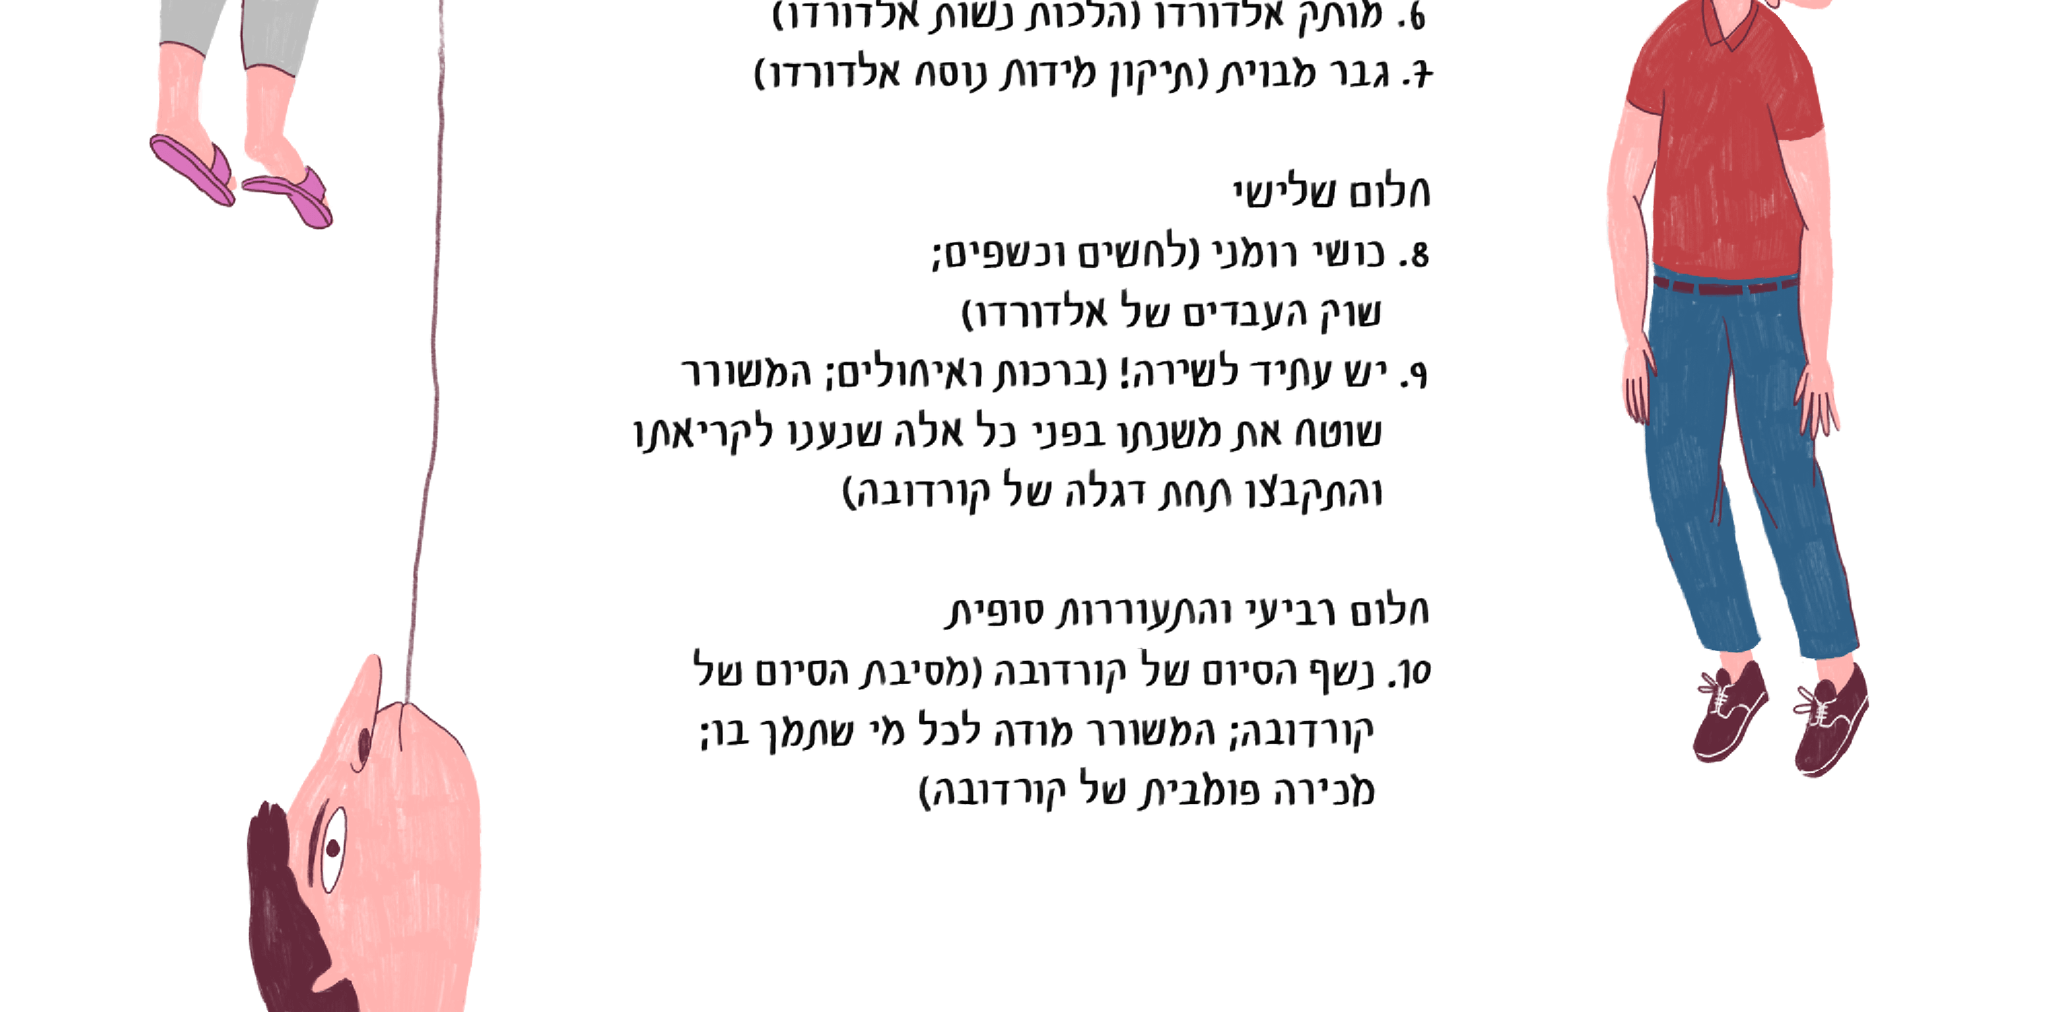 6. מותק אלדורדו (הלכות נשות אלדורדו)
7. גבר מבוית (תיקון מידות נוסח אלדורדו)
חלום שלישי
8. כושי רומני (לחשים וכשפים;
שוק העבדים של אלדורדו)
9. יש עתיד לשירה! (ברכות ואיחולים; המשורר
שוטח את משנתו בפני כל אלה שנענו לקריאתו
והתקבצו תחת דגלה של קורדובה)
חלום רביעי והתעוררות סופית
10. נשף הסיום של קורדובה (מסיבת הסיום של
קורדובה; המשורר מודה לכל מי שתמך בו;
מכירה פומבית של קורדובה)